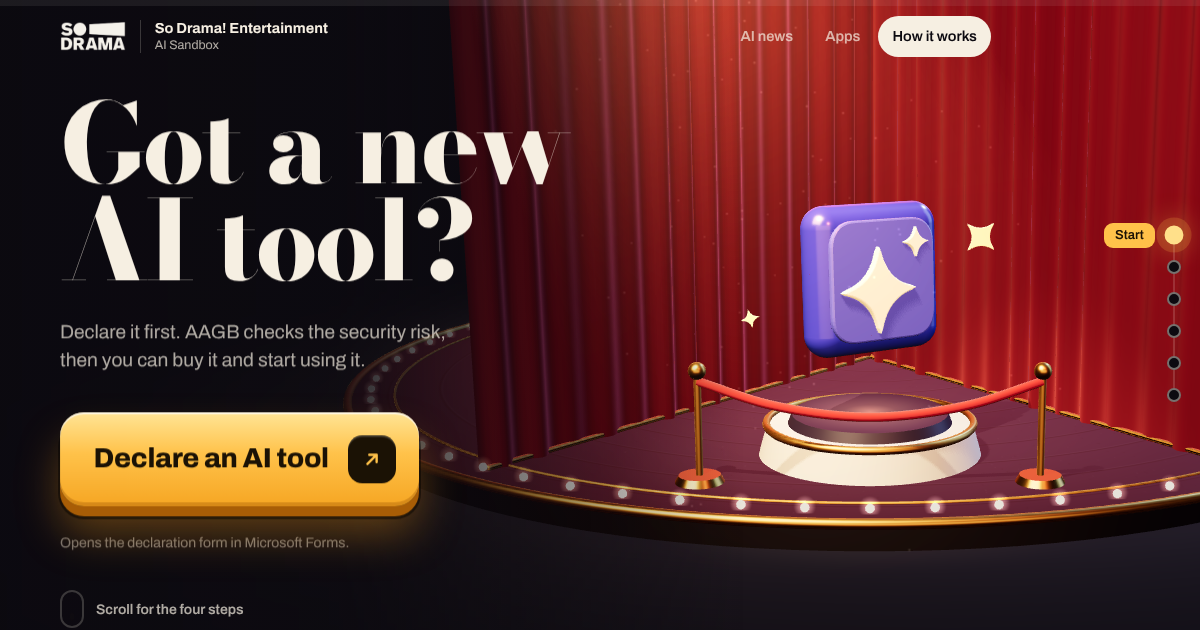 SO DRAMA
So Drama! Entertainment
AI Sandbox
AI news
Apps
How it works
Got a new
AI tool?
Declare it first. AAGB checks the security risk,
then you can buy it and start using it.
Declare an AI tool
Opens the declaration form in Microsoft Forms.
Scroll for the four steps
Start